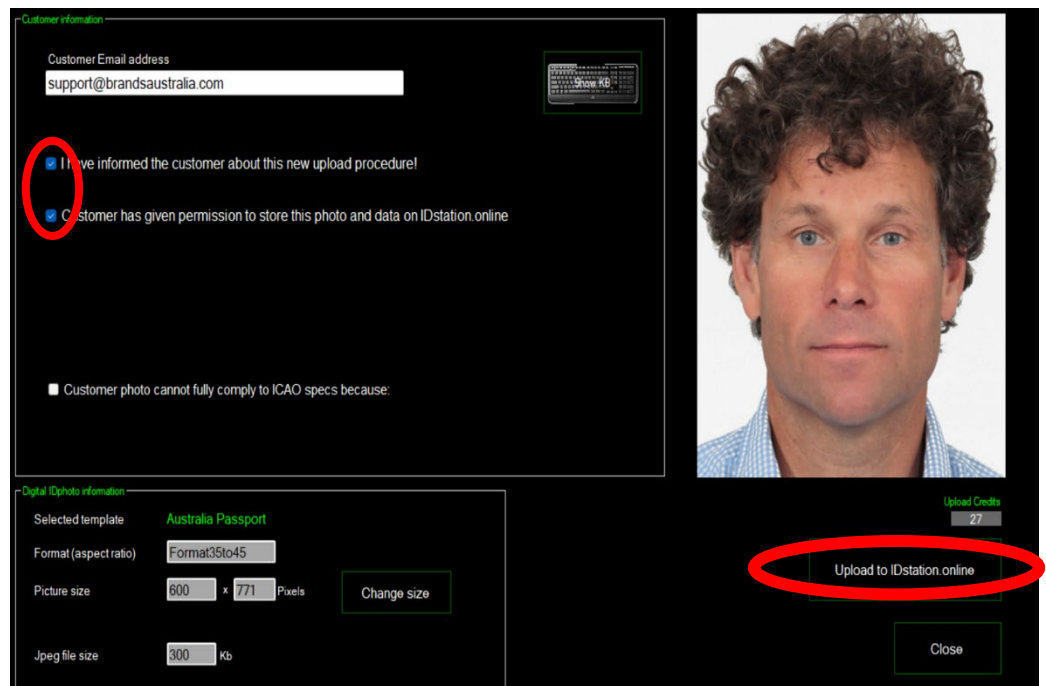 Customer information
Customer Email address
support@brandsaustralia.com
Show KB
I have informed the customer about this new upload procedure!
Customer has given permission to store this photo and data on IDstation.online
Customer photo cannot fully comply to ICAO specs because:
Digital IDphoto information
Selected template Australia Passport
Format (aspect ratio) Format35to45
Picture size 600 x 771 Pixels Change size
Jpeg file size 300 Kb
Upload Credits
27
Upload to IDstation.online
Close